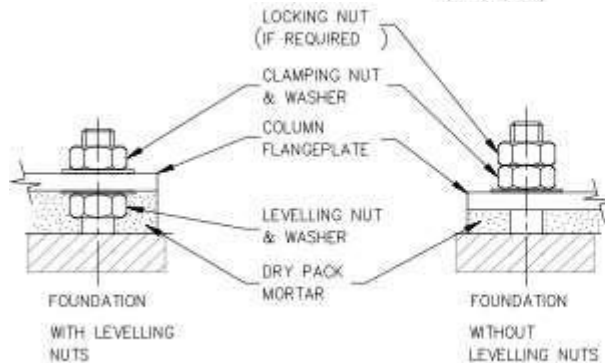 LOCKING NUT
(IF REQUIRED )
CLAMPING NUT
& WASHER
COLUMN
FLANGEPLATE
LEVELLING NUT
& WASHER
DRY PACK
MORTAR
FOUNDATION
WITH LEVELLING
NUTS
FOUNDATION
WITHOUT
LEVELLING NUTS